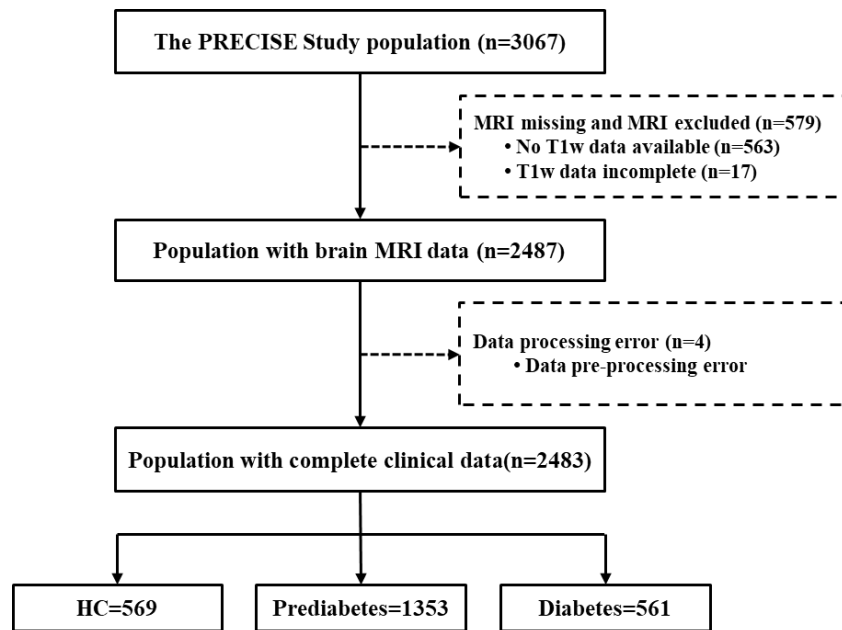 The PRECISE Study population (n=3067)
MRI missing and MRI excluded (n=579)
• No T1w data available (n=563)
• T1w data incomplete (n=17)
Population with brain MRI data (n=2487)
Data processing error (n=4)
• Data pre-processing error
Population with complete clinical data(n=2483)
HC=569
Prediabetes=1353
Diabetes=561